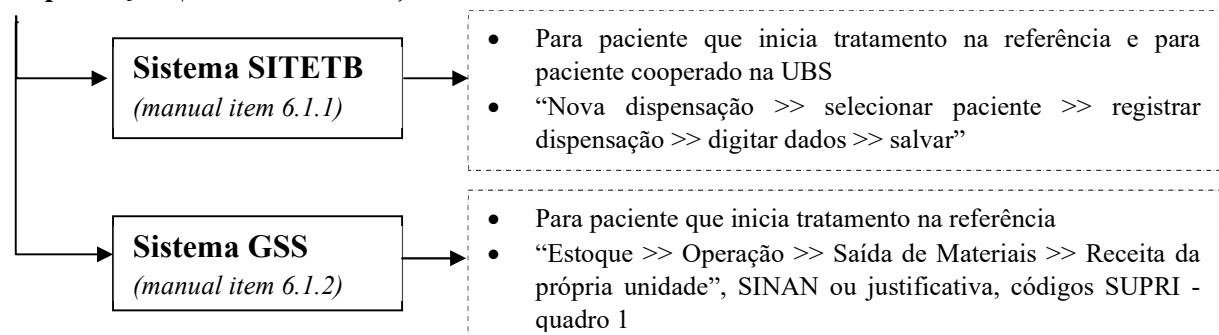 Sistema SITETB
(manual item 6.1.1)
• Para paciente que inicia tratamento na referência e para
paciente cooperado na UBS
• “Nova dispensação >> selecionar paciente >> registrar
dispensação >> digitar dados >> salvar”
Sistema GSS
(manual item 6.1.2)
• Para paciente que inicia tratamento na referência
• “Estoque >> Operação >> Saída de Materiais >> Receita da
própria unidade”, SINAN ou justificativa, códigos SUPRI -
quadro 1